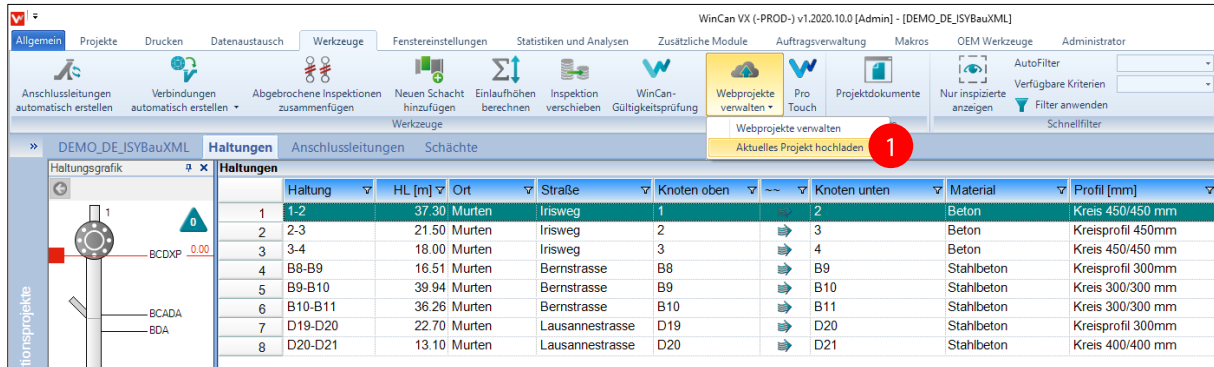 WinCan VX (-PROD-) v1.2020.10.0 [Admin] - [DEMO_DE_ISYBauXML]
Allgemein Projekte Drucken Datenaustausch Werkzeuge Fenstereinstellungen Statistiken und Analysen Zusätzliche Module Auftragsverwaltung Makros OEM Werkzeuge Administrator
Anschlussleitungen automatisch erstellen
Verbindungen automatisch erstellen
Abgebrochene Inspektionen zusammenfügen
Neuen Schacht hinzufügen
Einlaufhöhen berechnen
Inspektion verschieben
WinCan-Gültigkeitsprüfung
Webprojekte verwalten
Pro Touch
Projektdokumente
Nur inspizierte anzeigen
AutoFilter
Verfügbare Kriterien
Filter anwenden
Werkzeuge
Schnellfilter
Webprojekte verwalten
Aktuelles Projekt hochladen
1
» DEMO_DE_ISYBauXML Haltungen Anschlussleitungen Schächte
Haltungsgrafik
Haltungen
1
0
BCDXP 0.00
BCADA
BDA
tionsprojekte
Haltung HL [m] Ort Straße Knoten oben ~~ Knoten unten Material Profil [mm]
1 1-2 37.30 Murten Irisweg 1 2 Beton Kreis 450/450 mm
2 2-3 21.50 Murten Irisweg 2 3 Beton Kreisprofil 450mm
3 3-4 18.00 Murten Irisweg 3 4 Beton Kreis 450/450 mm
4 B8-B9 16.51 Murten Bernstrasse B8 B9 Stahlbeton Kreisprofil 300mm
5 B9-B10 39.94 Murten Bernstrasse B9 B10 Stahlbeton Kreis 300/300 mm
6 B10-B11 36.26 Murten Bernstrasse B10 B11 Stahlbeton Kreis 300/300 mm
7 D19-D20 22.70 Murten Lausannestrasse D19 D20 Stahlbeton Kreisprofil 300mm
8 D20-D21 13.10 Murten Lausannestrasse D20 D21 Stahlbeton Kreis 400/400 mm